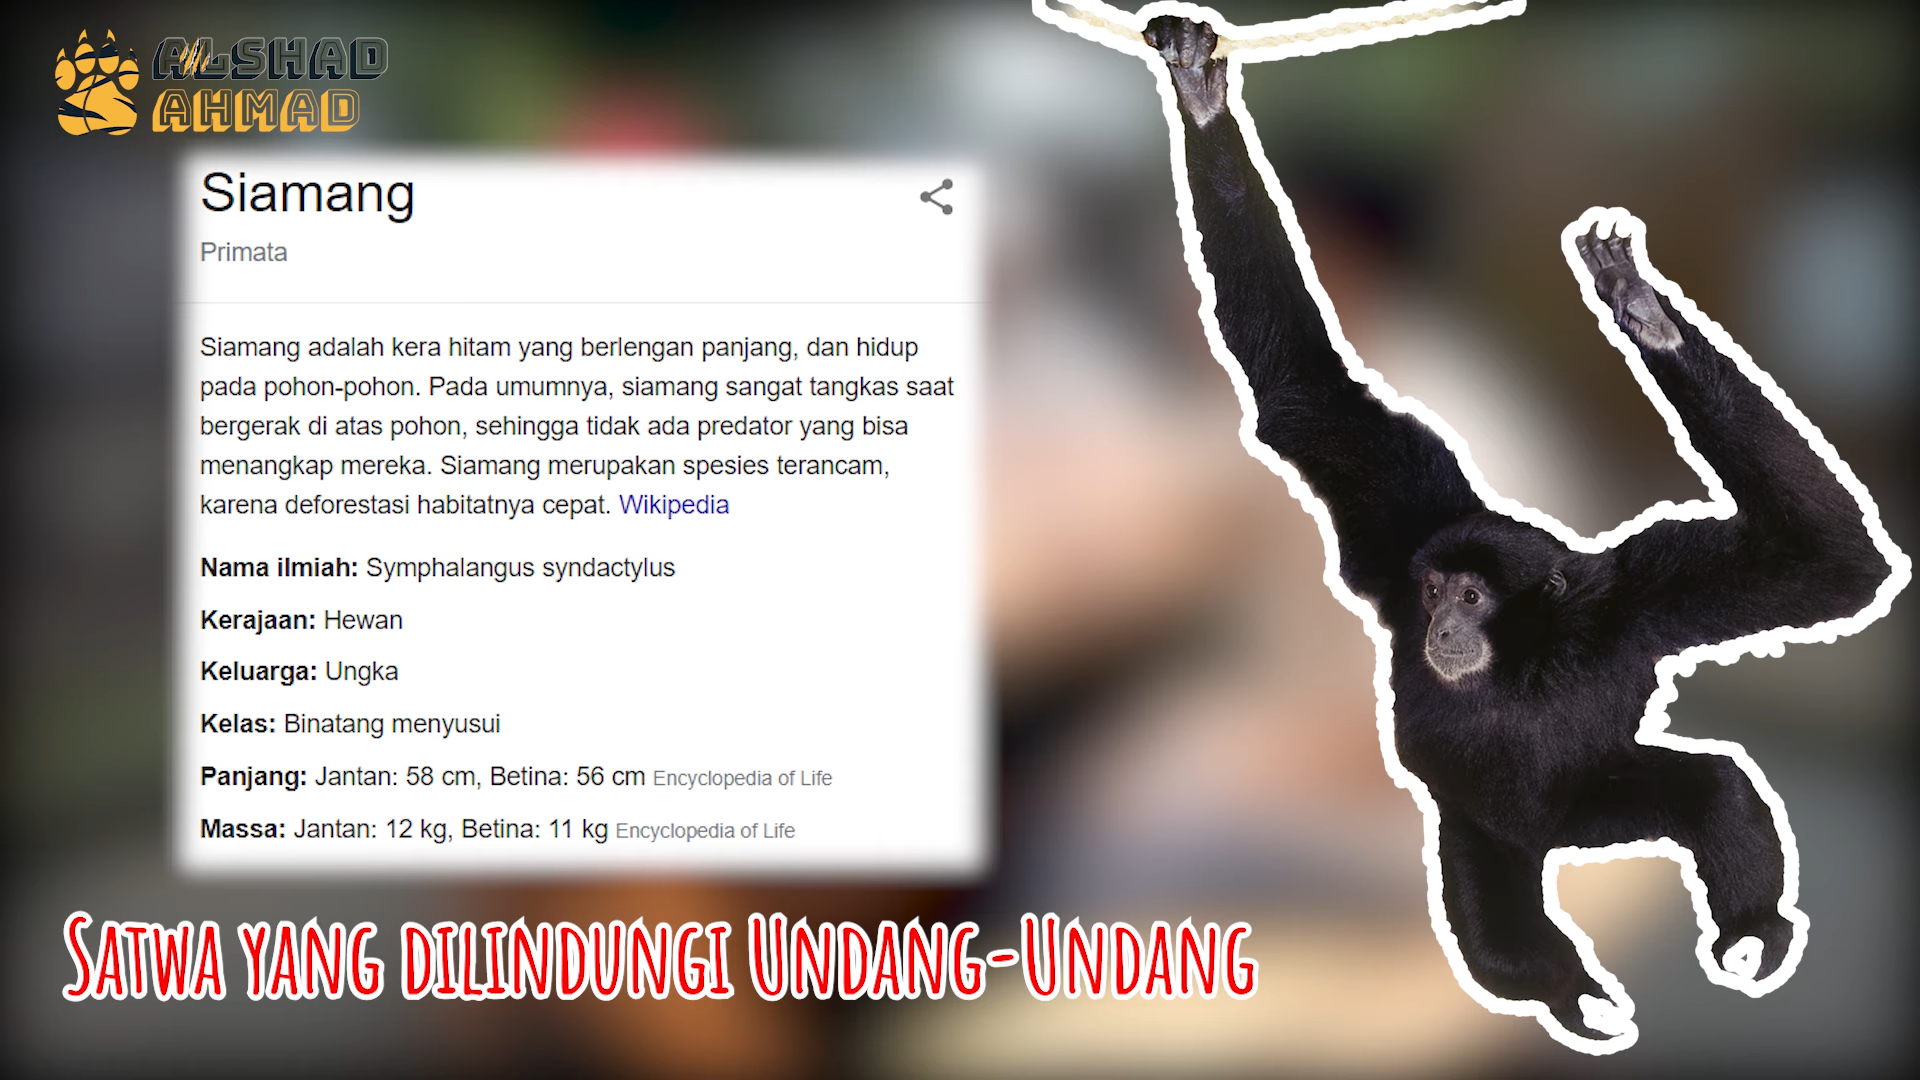 ALSHAD
AHMAD
Siamang
Primata
Siamang adalah kera hitam yang berlengan panjang, dan hidup
pada pohon-pohon. Pada umumnya, siamang sangat tangkas saat
bergerak di atas pohon, sehingga tidak ada predator yang bisa
menangkap mereka. Siamang merupakan spesies terancam,
karena deforestasi habitatnya cepat. Wikipedia
Nama ilmiah: Symphalangus syndactylus
Kerajaan: Hewan
Keluarga: Ungka
Kelas: Binatang menyusui
Panjang: Jantan: 58 cm, Betina: 56 cm Encyclopedia of Life
Massa: Jantan: 12 kg, Betina: 11 kg Encyclopedia of Life
Satwa yang dilindungi Undang-Undang